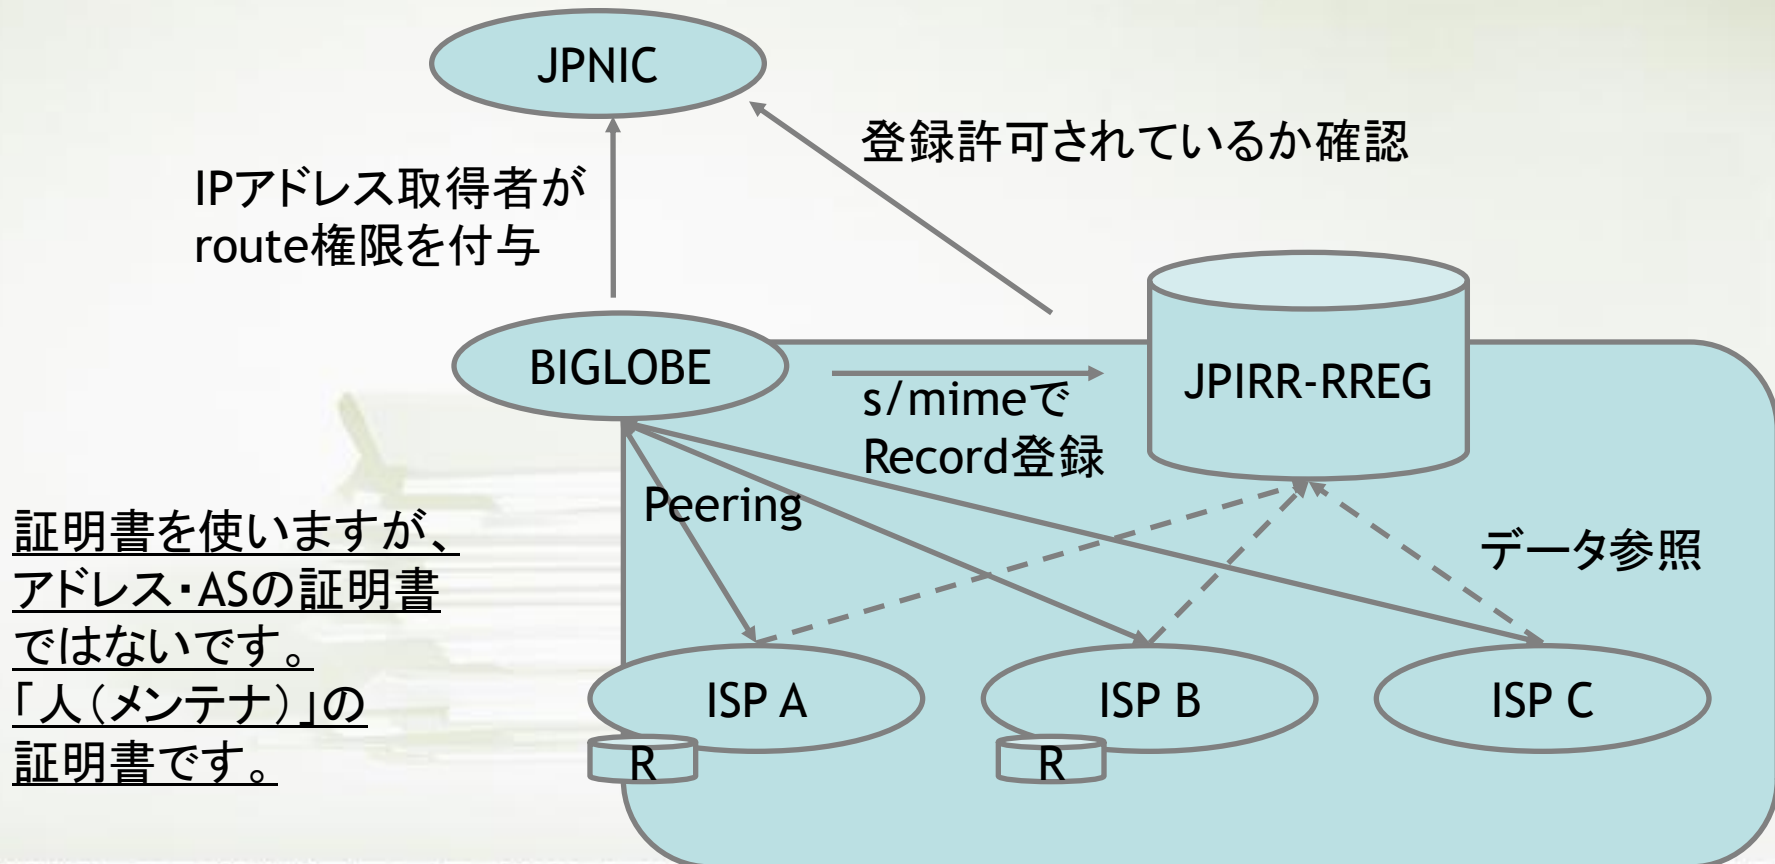 JPNIC
登録許可されているか確認
IPアドレス取得者が
route権限を付与
BIGLOBE
JPIRR-RREG
s/mimeで
Record登録
Peering
証明書を使いますが、
アドレス・ASの証明書
ではないです。
「人(メンテナ)」の
証明書です。
データ参照
ISP A
ISP B
ISP C
R
R